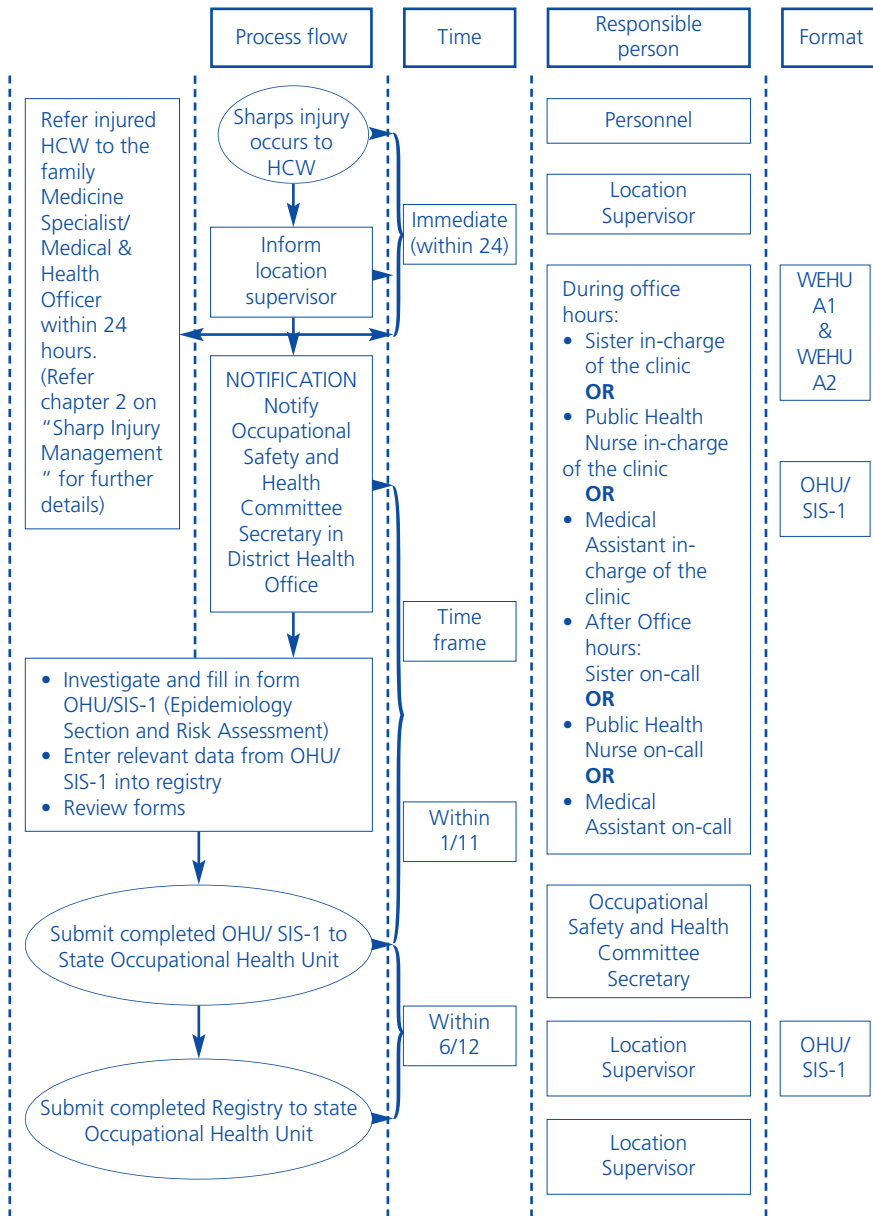 Process flow
Time
Responsible
person
Format
Refer injured
HCW to the
family
Medicine
Specialist/
Medical &
Health
Officer
within 24
hours.
(Refer
chapter 2 on
“Sharp Injury
Management
” for further
details)
Sharps injury
occurs to
HCW
Inform
location
supervisor
NOTIFICATION
Notify
Occupational
Safety and
Health
Committee
Secretary in
District Health
Office
• Investigate and fill in form
OHU/SIS-1 (Epidemiology
Section and Risk Assessment)
• Enter relevant data from OHU/
SIS-1 into registry
• Review forms
Submit completed OHU/ SIS-1 to
State Occupational Health Unit
Submit completed Registry to state
Occupational Health Unit
Immediate
(within 24)
Time
frame
Within
1/11
Within
6/12
Personnel
Location
Supervisor
During office
hours:
• Sister in-charge
of the clinic
OR
• Public Health
Nurse in-charge
of the clinic
OR
• Medical
Assistant in-
charge of the
clinic
• After Office
hours:
Sister on-call
OR
• Public Health
Nurse on-call
OR
• Medical
Assistant on-call
Occupational
Safety and Health
Committee
Secretary
Location
Supervisor
Location
Supervisor
WEHU
A1
&
WEHU
A2
OHU/
SIS-1
OHU/
SIS-1